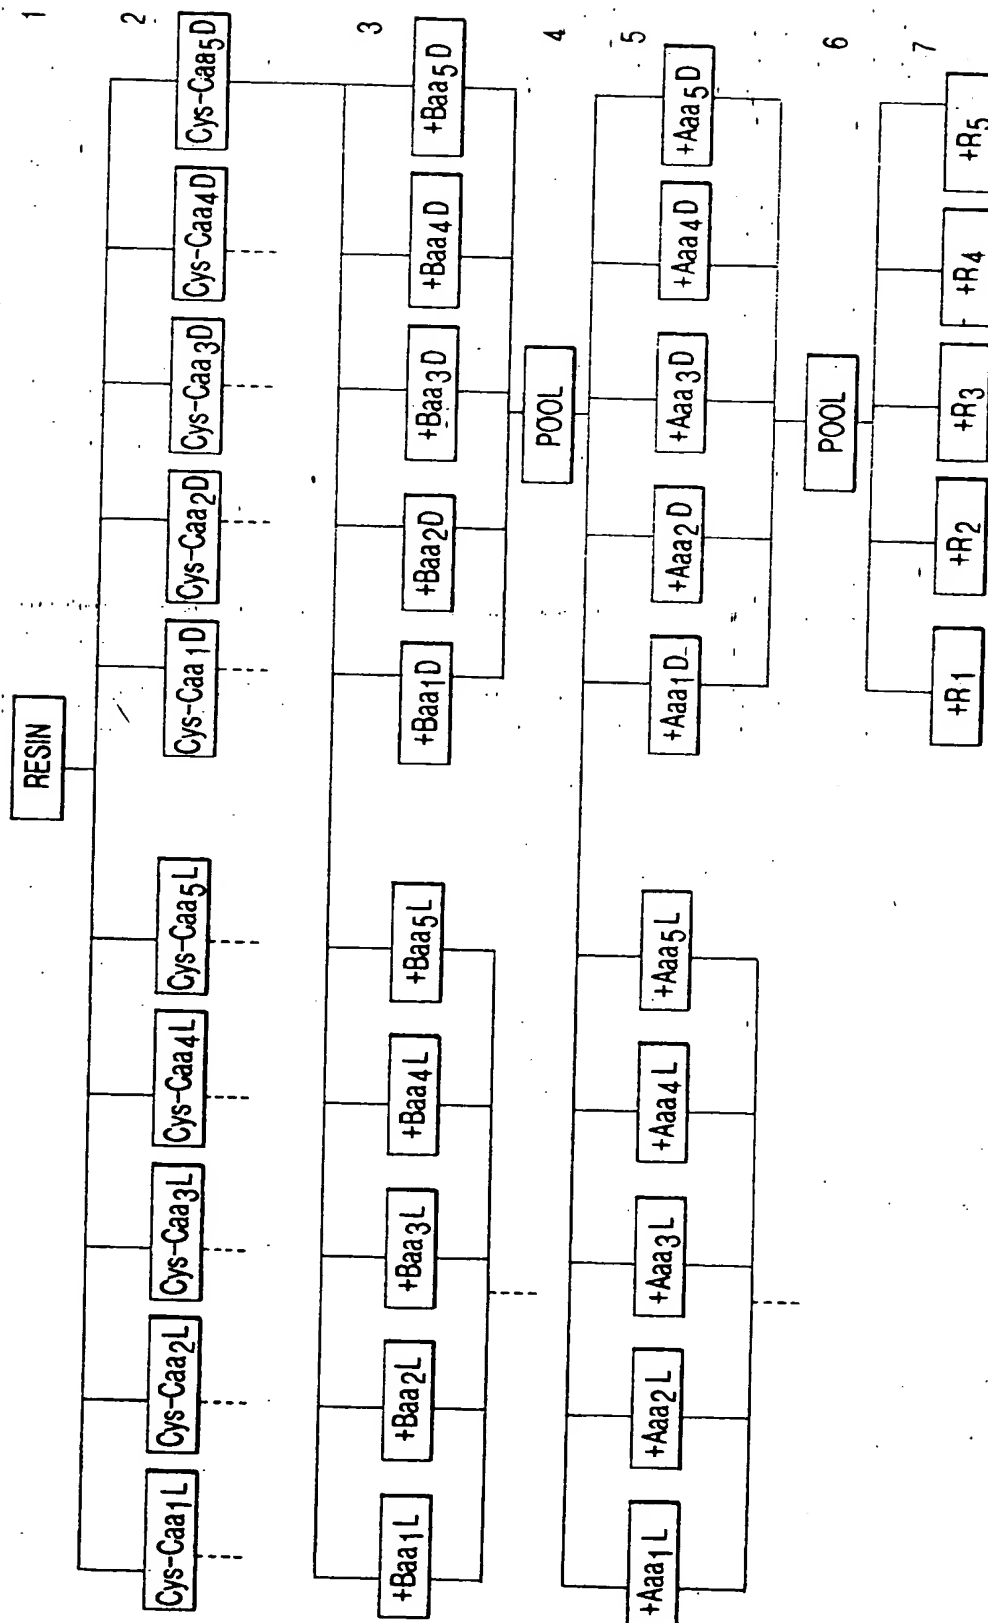 RESIN 1
Cys-Caa1L Cys-Caa2L Cys-Caa3L Cys-Caa4L Cys-Caa5L Cys-Caa1D Cys-Caa2D Cys-Caa3D Cys-Caa4D Cys-Caa5D 2
+Baa1L +Baa2L +Baa3L +Baa4L +Baa5L +Baa1D +Baa2D +Baa3D +Baa4D +Baa5D 3
POOL 4
+Aaa1L +Aaa2L +Aaa3L +Aaa4L +Aaa5L +Aaa1D +Aaa2D +Aaa3D +Aaa4D +Aaa5D 5
POOL 6
+R1 +R2 +R3 +R4 +R5 7